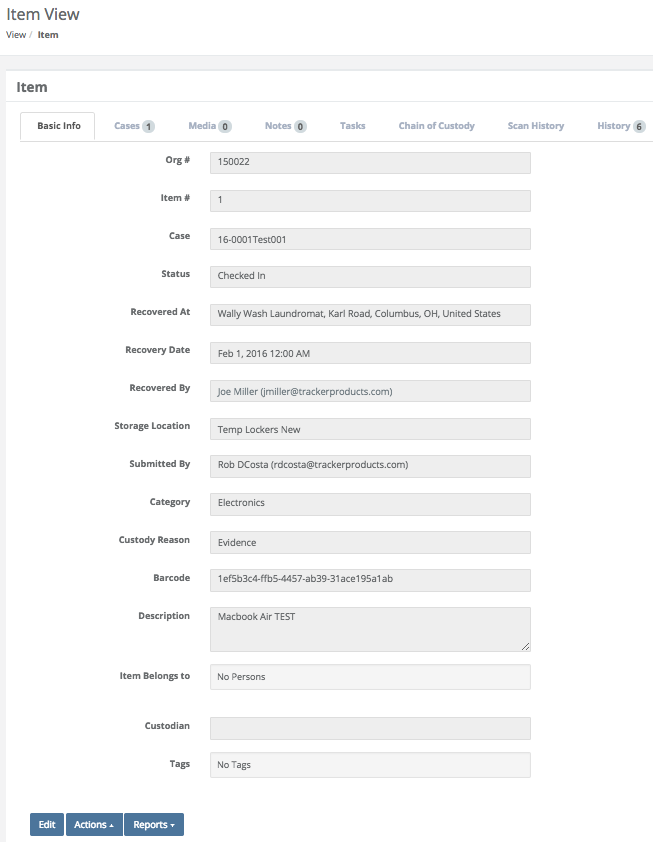 Item View
View / Item
Item
Basic Info Cases 1 Media 0 Notes 0 Tasks Chain of Custody Scan History History 6
Org # 150022
Item # 1
Case 16-0001Test001
Status Checked In
Recovered At Wally Wash Laundromat, Karl Road, Columbus, OH, United States
Recovery Date Feb 1, 2016 12:00 AM
Recovered By Joe Miller (jmiller@trackerproducts.com)
Storage Location Temp Lockers New
Submitted By Rob DCosta (rdcosta@trackerproducts.com)
Category Electronics
Custody Reason Evidence
Barcode 1ef5b3c4-ffb5-4457-ab39-31ace195a1ab
Description Macbook Air TEST
Item Belongs to No Persons
Custodian
Tags No Tags
Edit Actions Reports